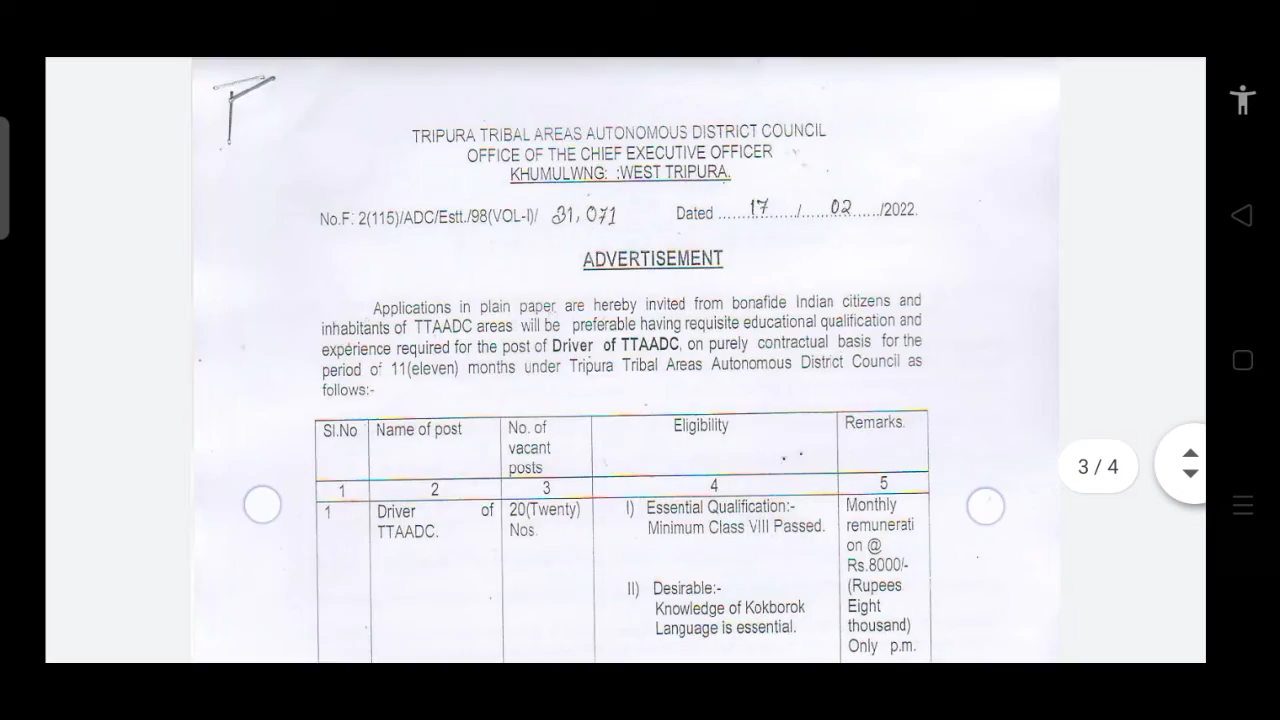 TRIPURA TRIBAL AREAS AUTONOMOUS DISTRICT COUNCIL
OFFICE OF THE CHIEF EXECUTIVE OFFICER
KHUMULWNG: :WEST TRIPURA.
No.F: 2(115)/ADC/Estt./98(VOL-I)/ 31,071 Dated ......17......../.......02......./2022.
ADVERTISEMENT
Applications in plain paper are hereby invited from bonafide Indian citizens and
inhabitants of TTAADC areas will be preferable having requisite educational qualification and
experience required for the post of Driver of TTAADC, on purely contractual basis for the
period of 11(eleven) months under Tripura Tribal Areas Autonomous District Council as
follows:-
Sl.No Name of post No. of vacant posts Eligibility Remarks.
1 2 3 4 5
1 Driver of TTAADC. 20(Twenty) Nos.
I) Essential Qualification:-
Minimum Class VIII Passed.
II) Desirable:-
Knowledge of Kokborok
Language is essential.
Monthly
remunerati
on @
Rs.8000/-
(Rupees
Eight
thousand)
Only p.m.
3 / 4